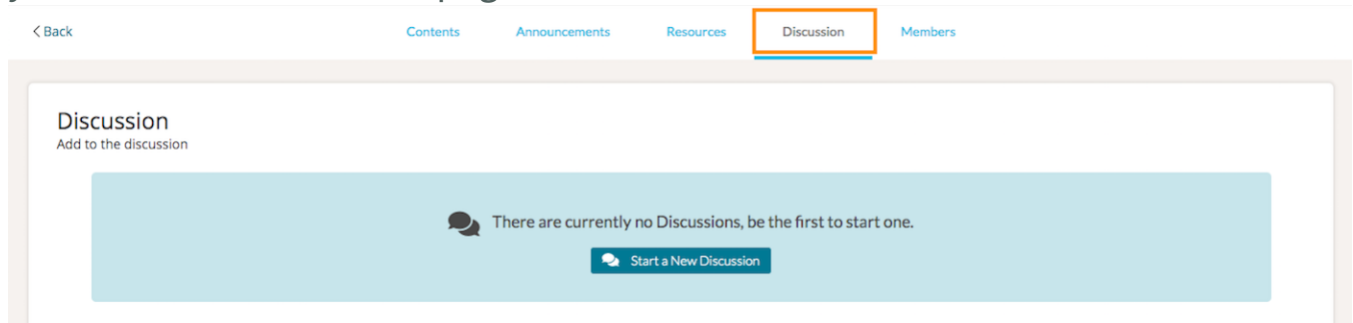 Back Contents Announcements Resources Discussion Members
Discussion
Add to the discussion
There are currently no Discussions, be the first to start one.
Start a New Discussion